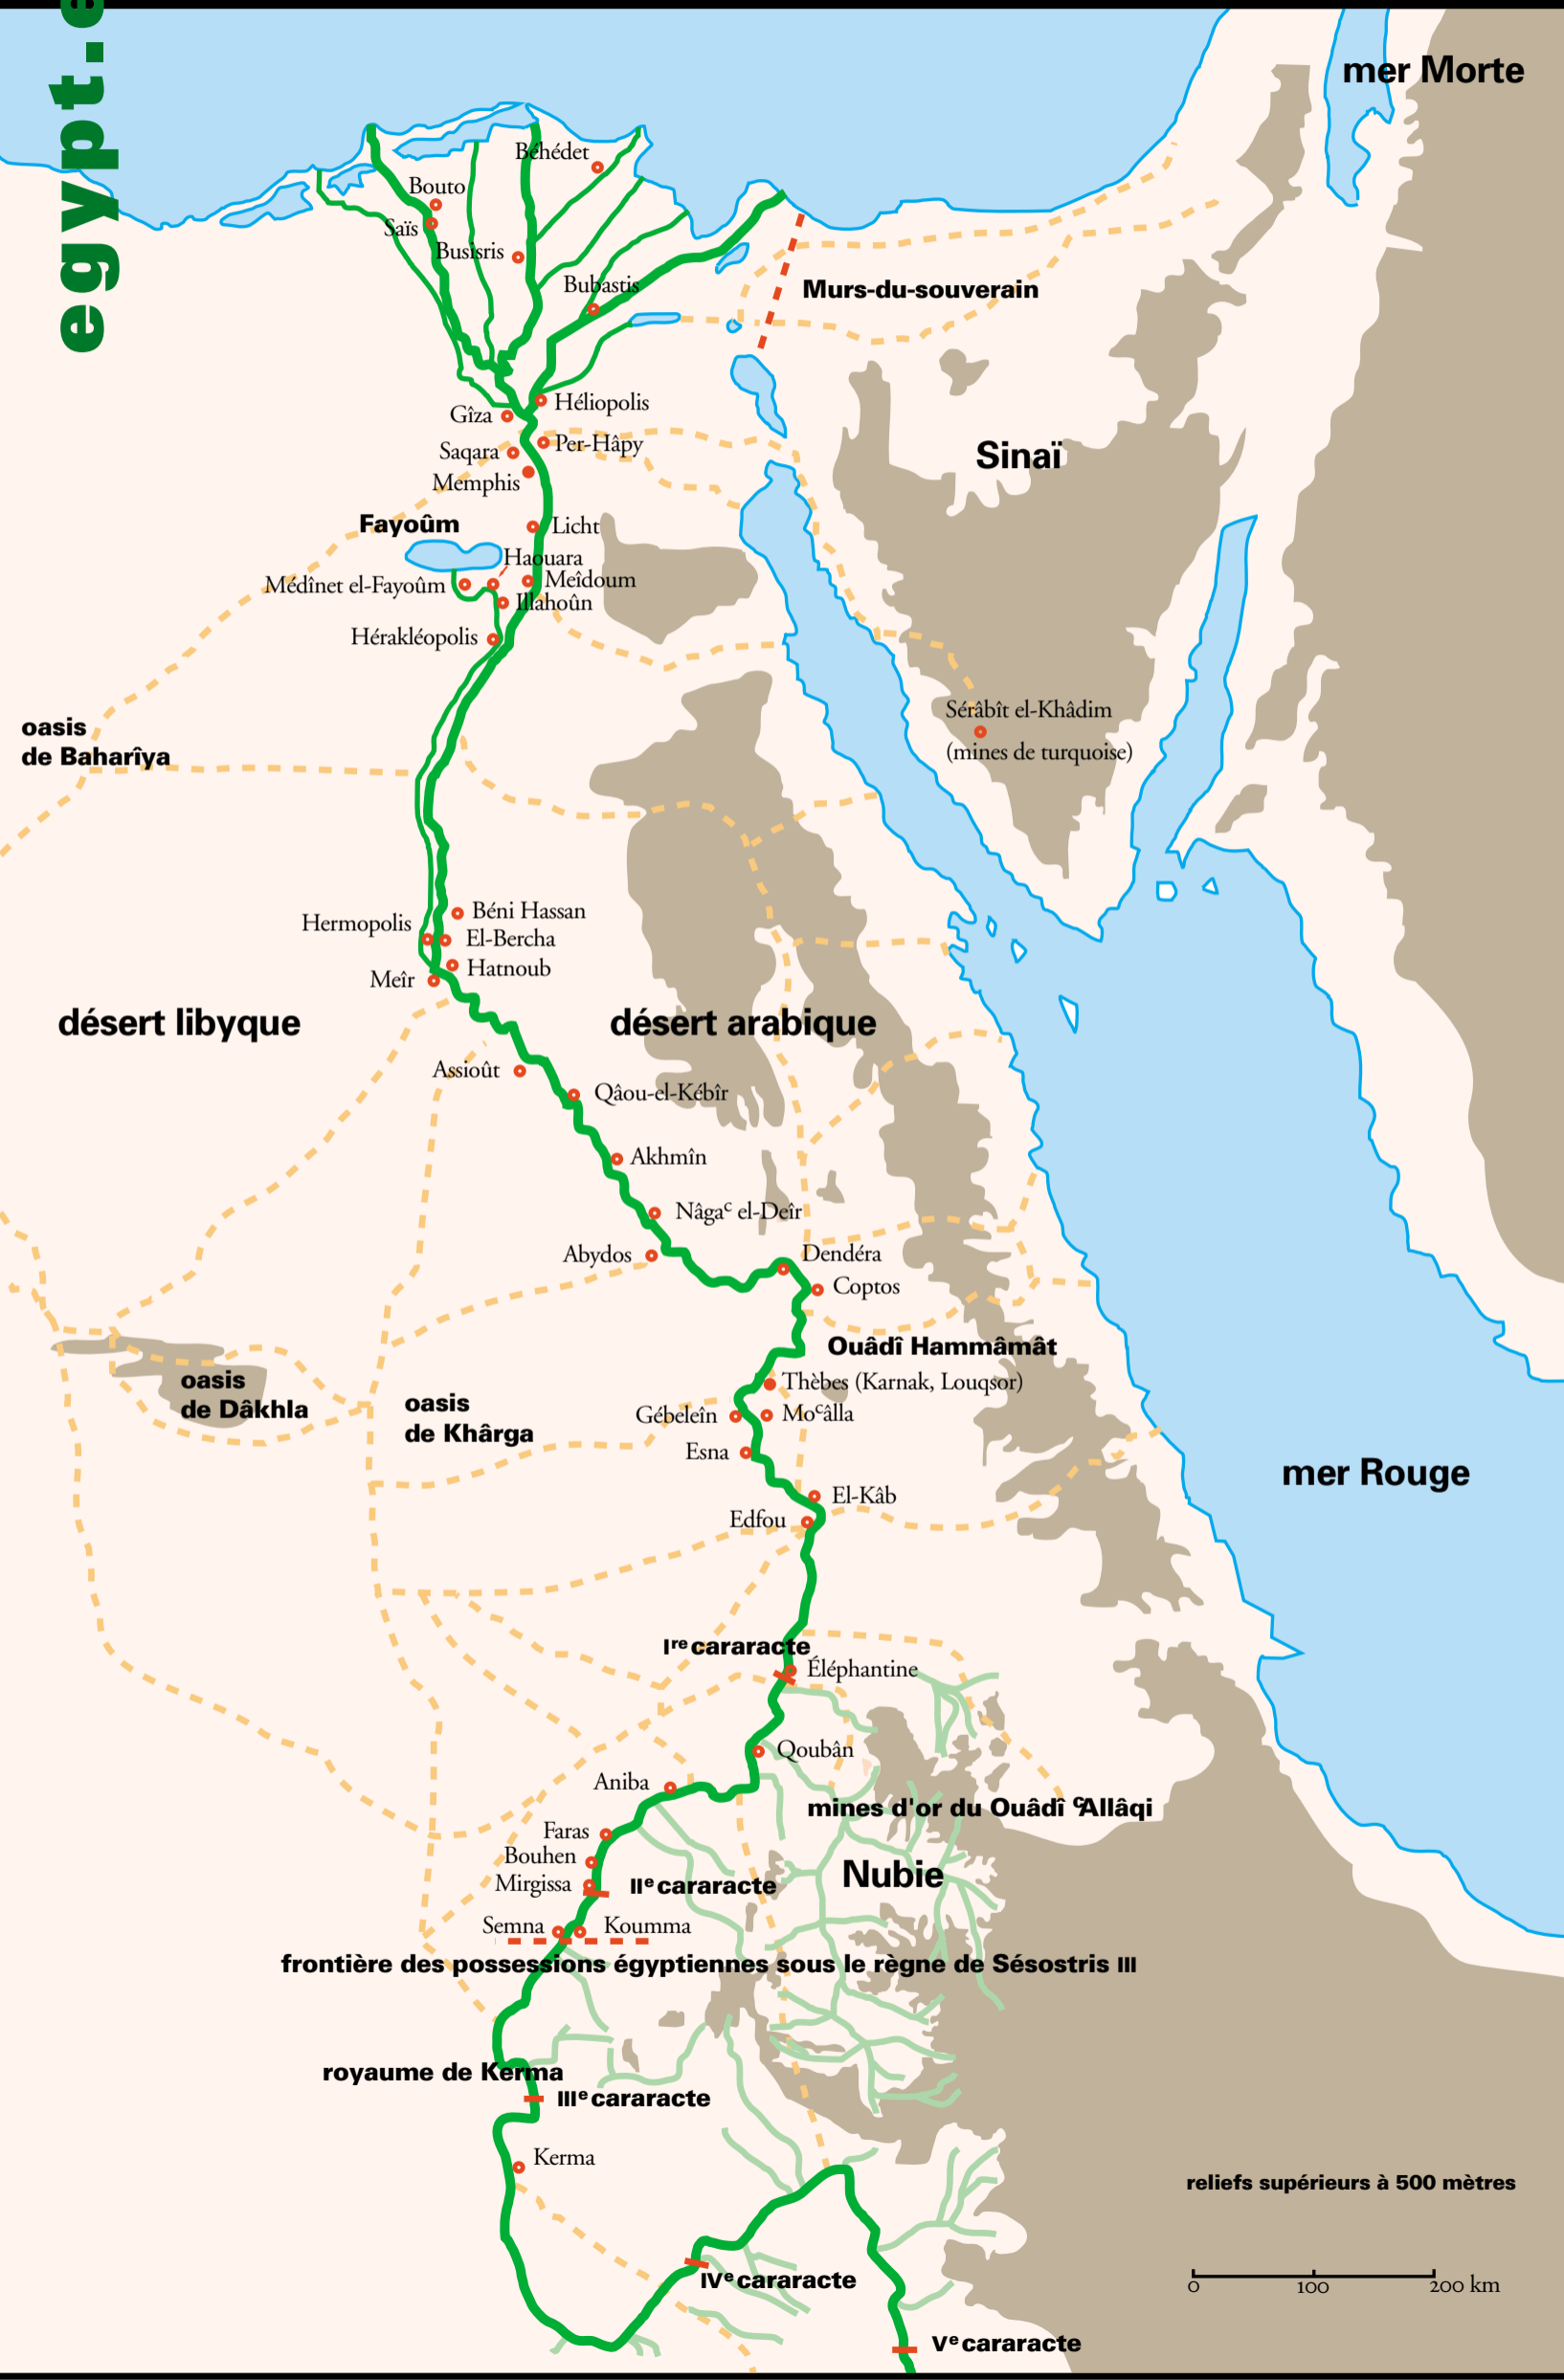 egypt.e
mer Morte
Béhédet
Bouto
Saïs
Busisris
Bubastis
Murs-du-souverain
Héliopolis
Gîza
Per-Hâpy
Saqara
Memphis
Sinaï
Fayoûm
Licht
Haouara
Médînet el-Fayoûm
Meîdoum
Illahoûn
Hérakléopolis
oasis
de Baharîya
Sérâbît el-Khâdim
(mines de turquoise)
Béni Hassan
Hermopolis
El-Bercha
Hatnoub
Meîr
désert libyque
désert arabique
Assioût
Qâou-el-Kébîr
Akhmîn
Nâgaᶜ el-Deîr
Abydos
Dendéra
Coptos
Ouâdî Hammâmât
oasis
de Dâkhla
Thèbes (Karnak, Louqsor)
oasis
de Khârga
Gébeleîn
Moᶜâlla
Esna
mer Rouge
El-Kâb
Edfou
Iʳᵉ cararacte
Éléphantine
Qoubân
Aniba
mines d'or du Ouâdî ᶜAllâqi
Faras
Bouhen
Nubie
Mirgissa
IIᵉ cararacte
Semna
Koumma
frontière des possessions égyptiennes sous le règne de Sésostris III
royaume de Kerma
IIIᵉ cararacte
Kerma
reliefs supérieurs à 500 mètres
IVᵉ cararacte
0 100 200 km
Vᵉ cararacte